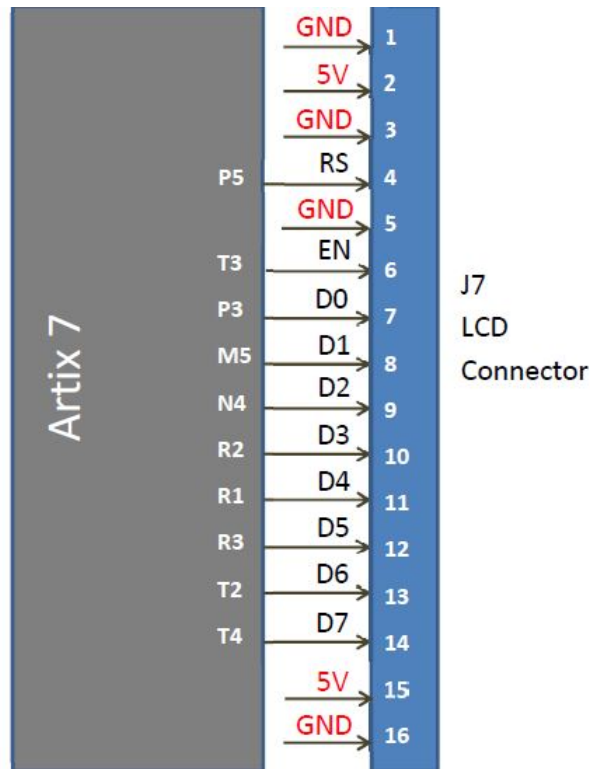 GND 1
5V 2
GND 3
P5 RS 4
GND 5
T3 EN 6
P3 D0 7
M5 D1 8
N4 D2 9
R2 D3 10
R1 D4 11
R3 D5 12
T2 D6 13
T4 D7 14
5V 15
GND 16
Artix 7
J7
LCD
Connector